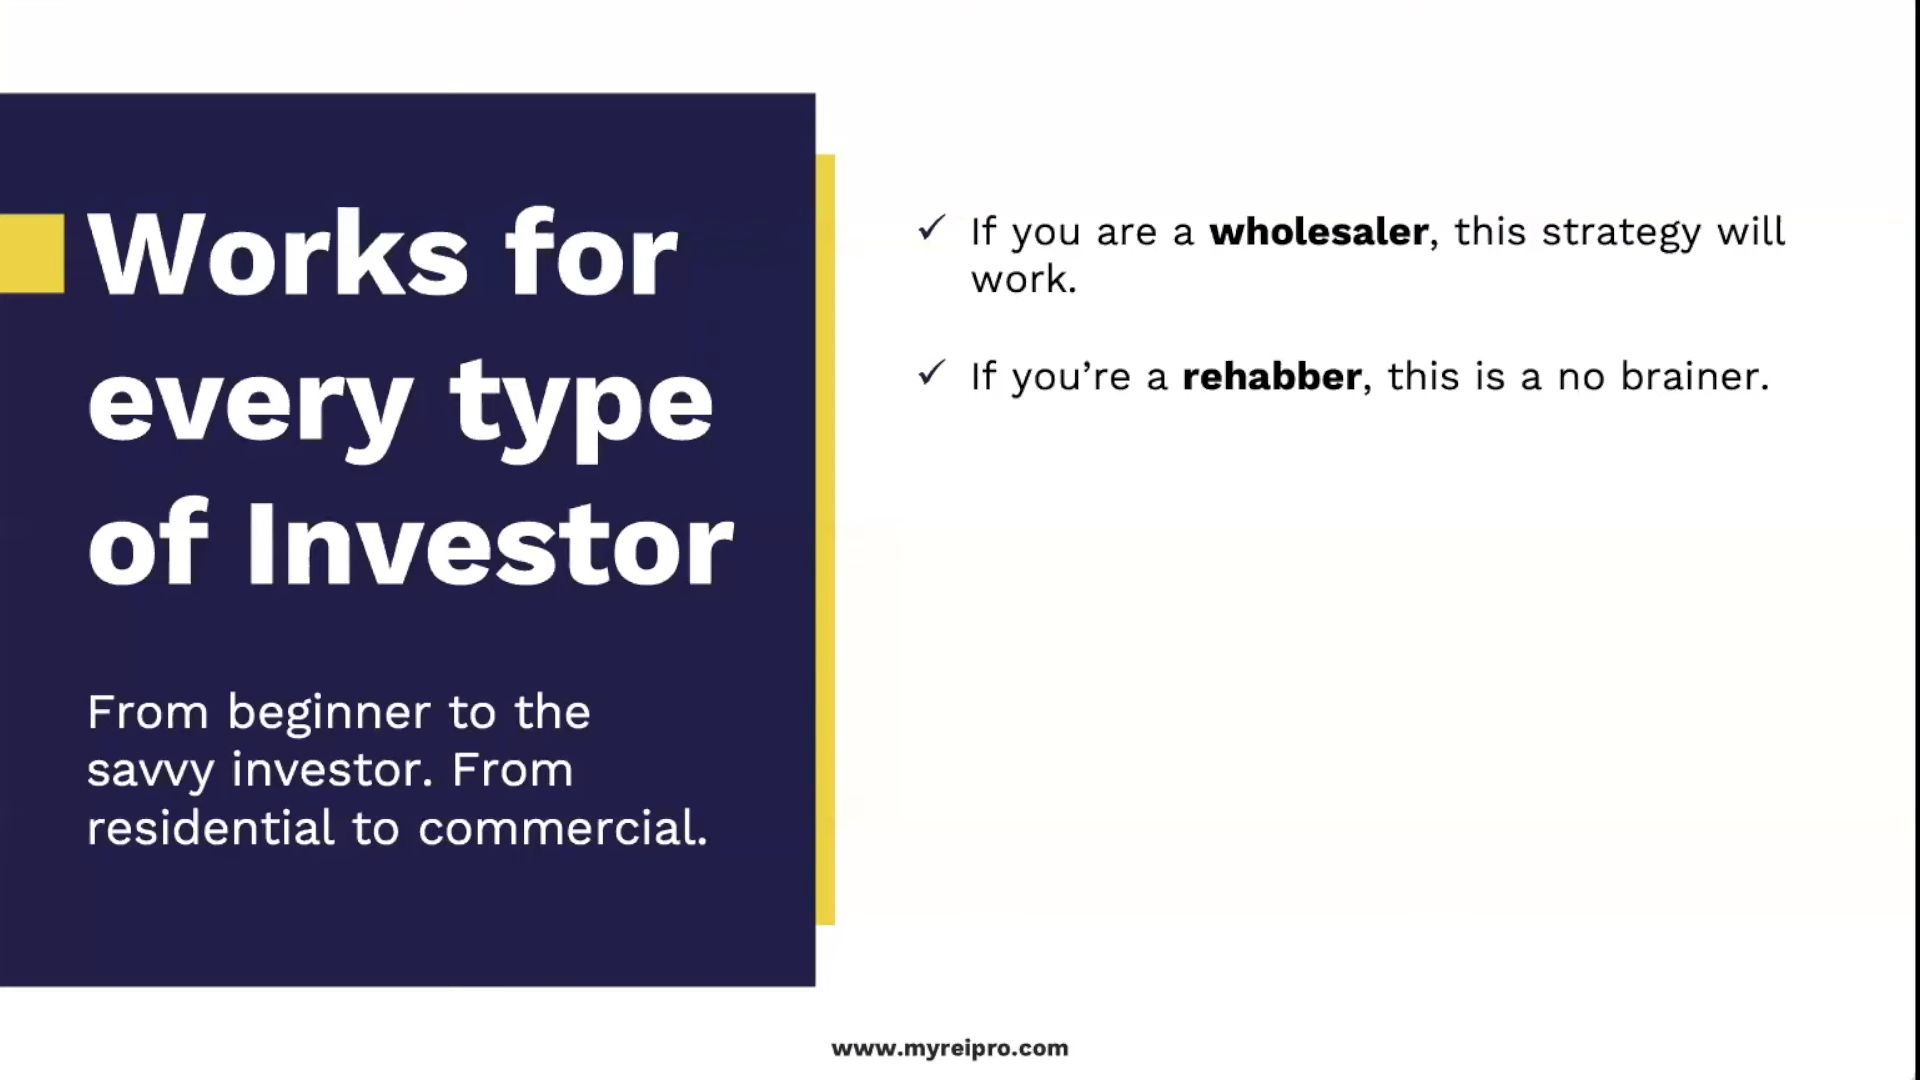 Works for
every type
of Investor
From beginner to the
savvy investor. From
residential to commercial.
✓ If you are a wholesaler, this strategy will
work.
✓ If you’re a rehabber, this is a no brainer.
www.myreipro.com